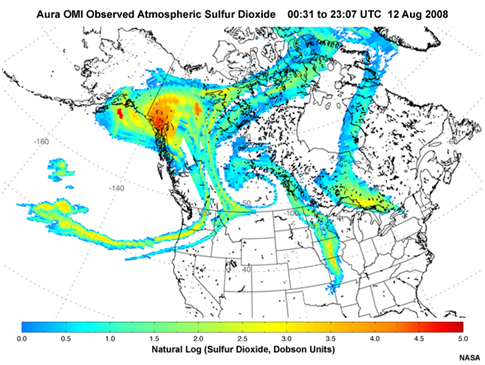 Aura OMI Observed Atmospheric Sulfur Dioxide 00:31 to 23:07 UTC 12 Aug 2008
-160
-140
50
-100
40
0.0 0.5 1.0 1.5 2.0 2.5 3.0 3.5 4.0 4.5 5.0
Natural Log (Sulfur Dioxide, Dobson Units)
NASA